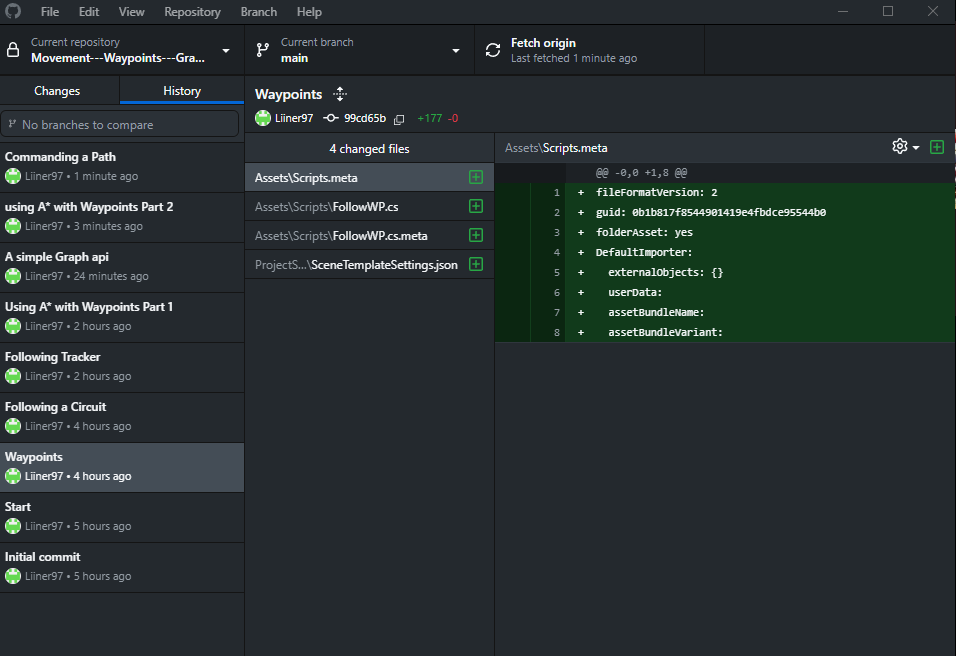 File Edit View Repository Branch Help
Current repository
Movement---Waypoints---Gra...
Current branch
main
Fetch origin
Last fetched 1 minute ago
Changes History
No branches to compare
Commanding a Path
Liiner97 • 1 minute ago
using A* with Waypoints Part 2
Liiner97 • 3 minutes ago
A simple Graph api
Liiner97 • 24 minutes ago
Using A* with Waypoints Part 1
Liiner97 • 2 hours ago
Following Tracker
Liiner97 • 2 hours ago
Following a Circuit
Liiner97 • 4 hours ago
Waypoints
Liiner97 • 4 hours ago
Start
Liiner97 • 5 hours ago
Initial commit
Liiner97 • 5 hours ago
Waypoints
Liiner97 99cd65b +177 -0
4 changed files
Assets\Scripts.meta
Assets\Scripts\FollowWP.cs
Assets\Scripts\FollowWP.cs.meta
ProjectS...\SceneTemplateSettings.json
Assets\Scripts.meta
@@ -0,0 +1,8 @@
1 + fileFormatVersion: 2
2 + guid: 0b1b817f8544901419e4fbdce95544b0
3 + folderAsset: yes
4 + DefaultImporter:
5 +   externalObjects: {}
6 +   userData:
7 +   assetBundleName:
8 +   assetBundleVariant: